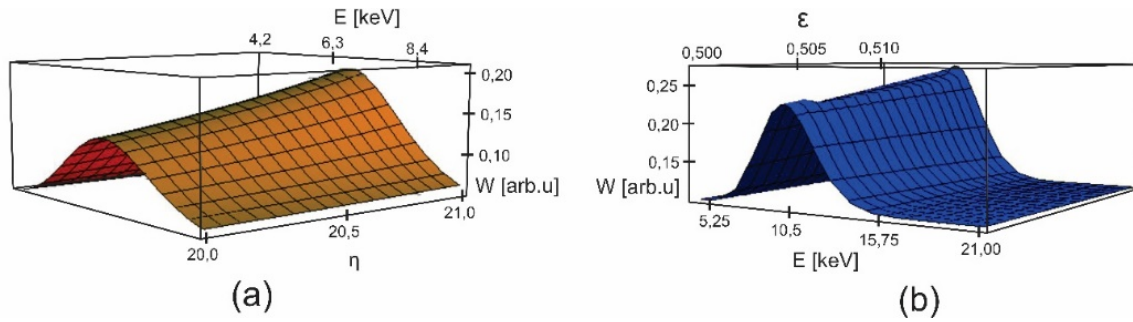 E [keV]
4,2
6,3
8,4
0,20
0,15
0,10
W [arb.u]
21,0
20,5
20,0
η
(a)
ε
0,500
0,505
0,510
0,25
0,20
0,15
W [arb.u]
5,25
10,5
15,75
21,00
E [keV]
(b)